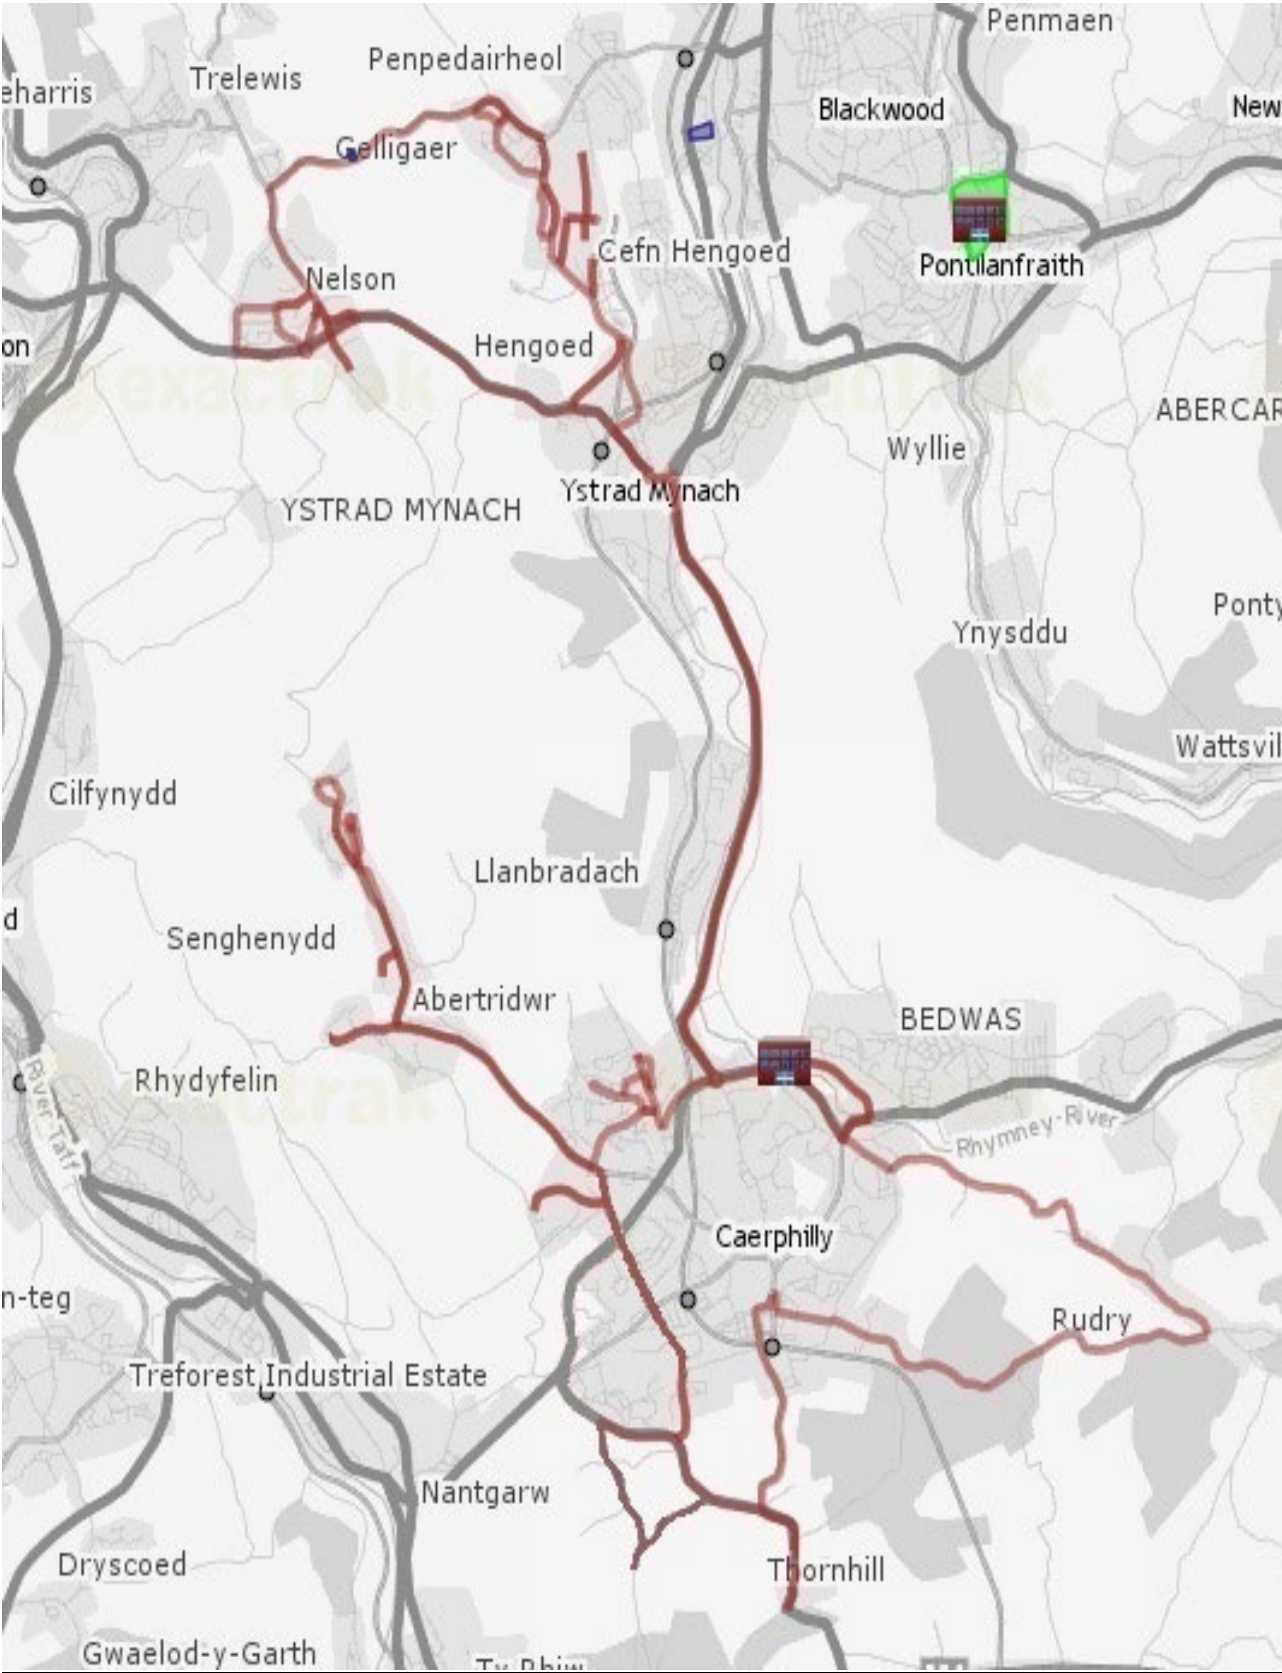 Penmaen
Penpedairheol
Trelewis
eharris
Blackwood
New
Gelligaer
Cefn Hengoed
Pontllanfraith
Nelson
on
Hengoed
exactrak
ABERCAR
Wyllie
Ystrad Mynach
YSTRAD MYNACH
Ponty
Ynysddu
Wattsvil
Cilfynydd
Llanbradach
d
Senghenydd
Abertridwr
BEDWAS
Rhydyfelin
River-Taff
Rhymney-River
Caerphilly
n-teg
Rudry
Treforest Industrial Estate
Nantgarw
Dryscoed
Thornhill
Gwaelod-y-Garth